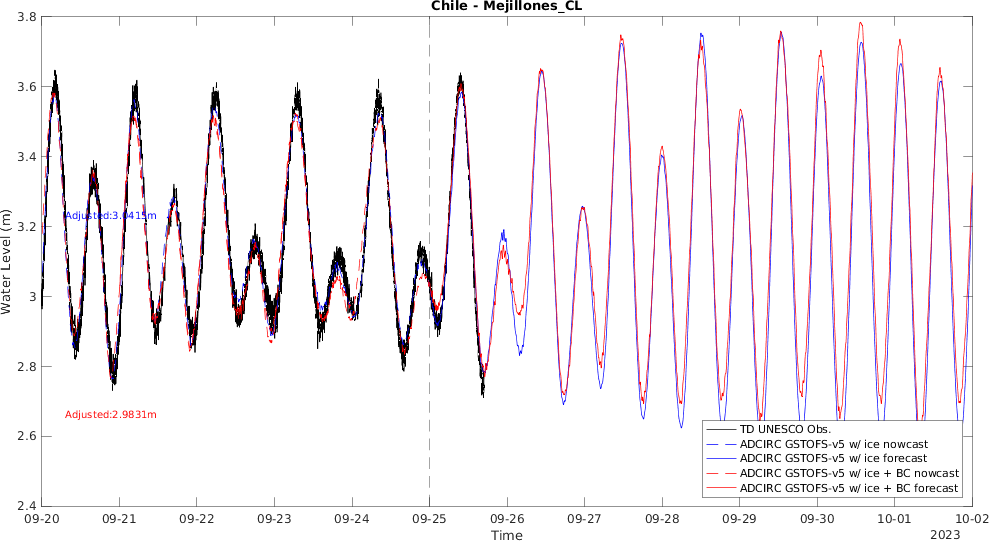 Chile - Mejillones_CL
3.8
3.6
3.4
3.2
3
2.8
2.6
2.4
Water Level (m)
Adjusted:3.0415m
Adjusted:2.9831m
TD UNESCO Obs.
ADCIRC GSTOFS-v5 w/ ice nowcast
ADCIRC GSTOFS-v5 w/ ice forecast
ADCIRC GSTOFS-v5 w/ ice + BC nowcast
ADCIRC GSTOFS-v5 w/ ice + BC forecast
09-20 09-21 09-22 09-23 09-24 09-25 09-26 09-27 09-28 09-29 09-30 10-01 10-02
Time
2023